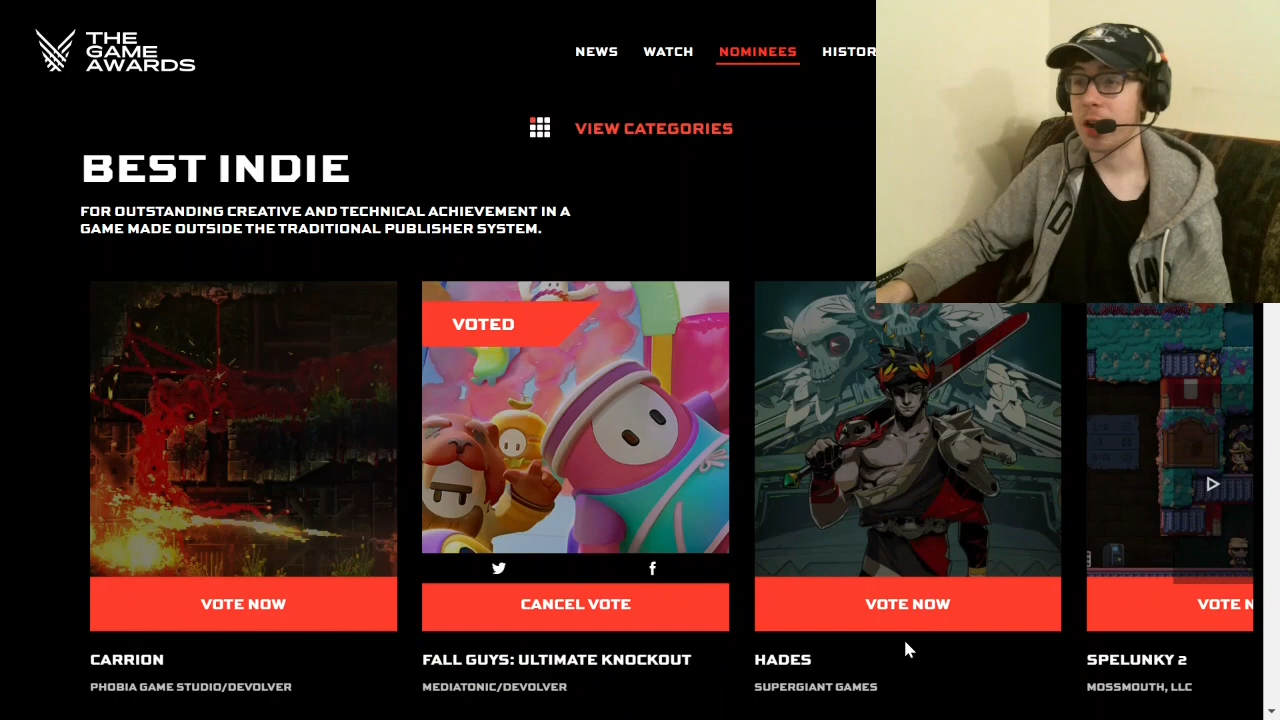 THE
GAME
AWARDS
NEWS WATCH NOMINEES HISTOR
VIEW CATEGORIES
BEST INDIE
FOR OUTSTANDING CREATIVE AND TECHNICAL ACHIEVEMENT IN A
GAME MADE OUTSIDE THE TRADITIONAL PUBLISHER SYSTEM.
VOTED
VOTE NOW CANCEL VOTE VOTE NOW VOTE N
CARRION FALL GUYS: ULTIMATE KNOCKOUT HADES SPELUNKY 2
PHOBIA GAME STUDIO/DEVOLVER MEDIATONIC/DEVOLVER SUPERGIANT GAMES MOSSMOUTH, LLC